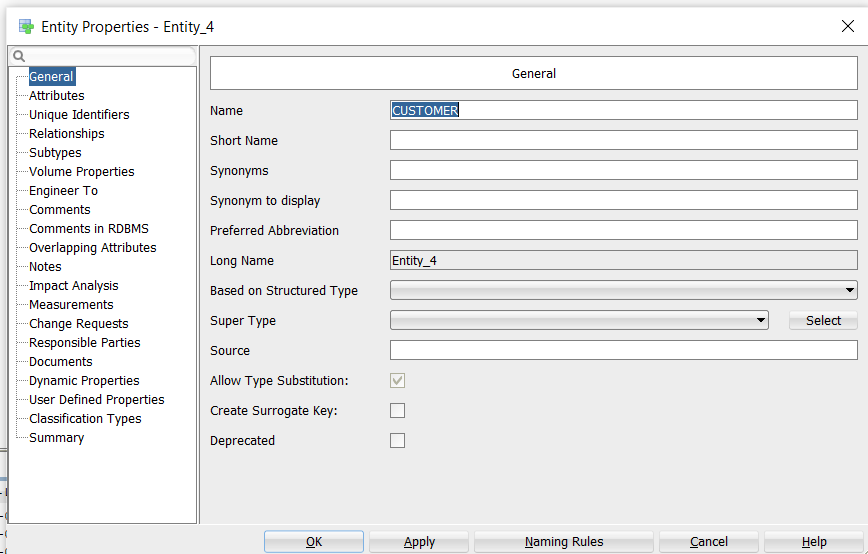 Entity Properties - Entity_4
General
Attributes
Unique Identifiers
Relationships
Subtypes
Volume Properties
Engineer To
Comments
Comments in RDBMS
Overlapping Attributes
Notes
Impact Analysis
Measurements
Change Requests
Responsible Parties
Documents
Dynamic Properties
User Defined Properties
Classification Types
Summary
General
Name CUSTOMER
Short Name
Synonyms
Synonym to display
Preferred Abbreviation
Long Name Entity_4
Based on Structured Type
Super Type Select
Source
Allow Type Substitution:
Create Surrogate Key:
Deprecated
OK Apply Naming Rules Cancel Help